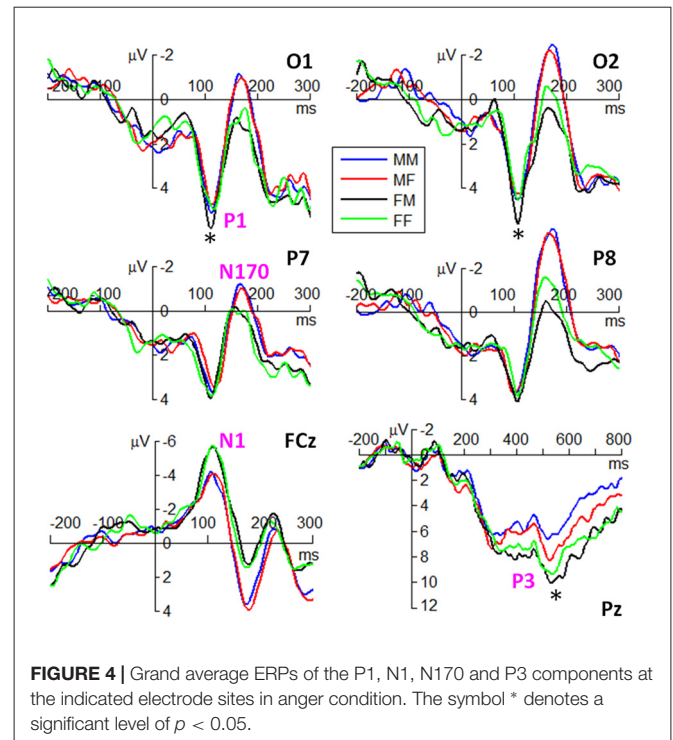 μV -2 O1
-200 -100 100 200 300
ms
2
4
P1
*
μV -2 O2
-200 -100 100 200 300
ms
2
4
*
MM
MF
FM
FF
μV -2 N170 P7
-200 -100 100 200 300
0 ms
2
4
μV -2 P8
-200 -100 100 200 300
0 ms
2
4
μV -6 N1 FCz
-4
-2
-200 -100 100 200 300
0 ms
2
4
μV -2
-200 0 200 400 600 800
ms
2
4
6
8
10
12
P3
*
Pz
FIGURE 4 | Grand average ERPs of the P1, N1, N170 and P3 components at
the indicated electrode sites in anger condition. The symbol * denotes a
significant level of p < 0.05.